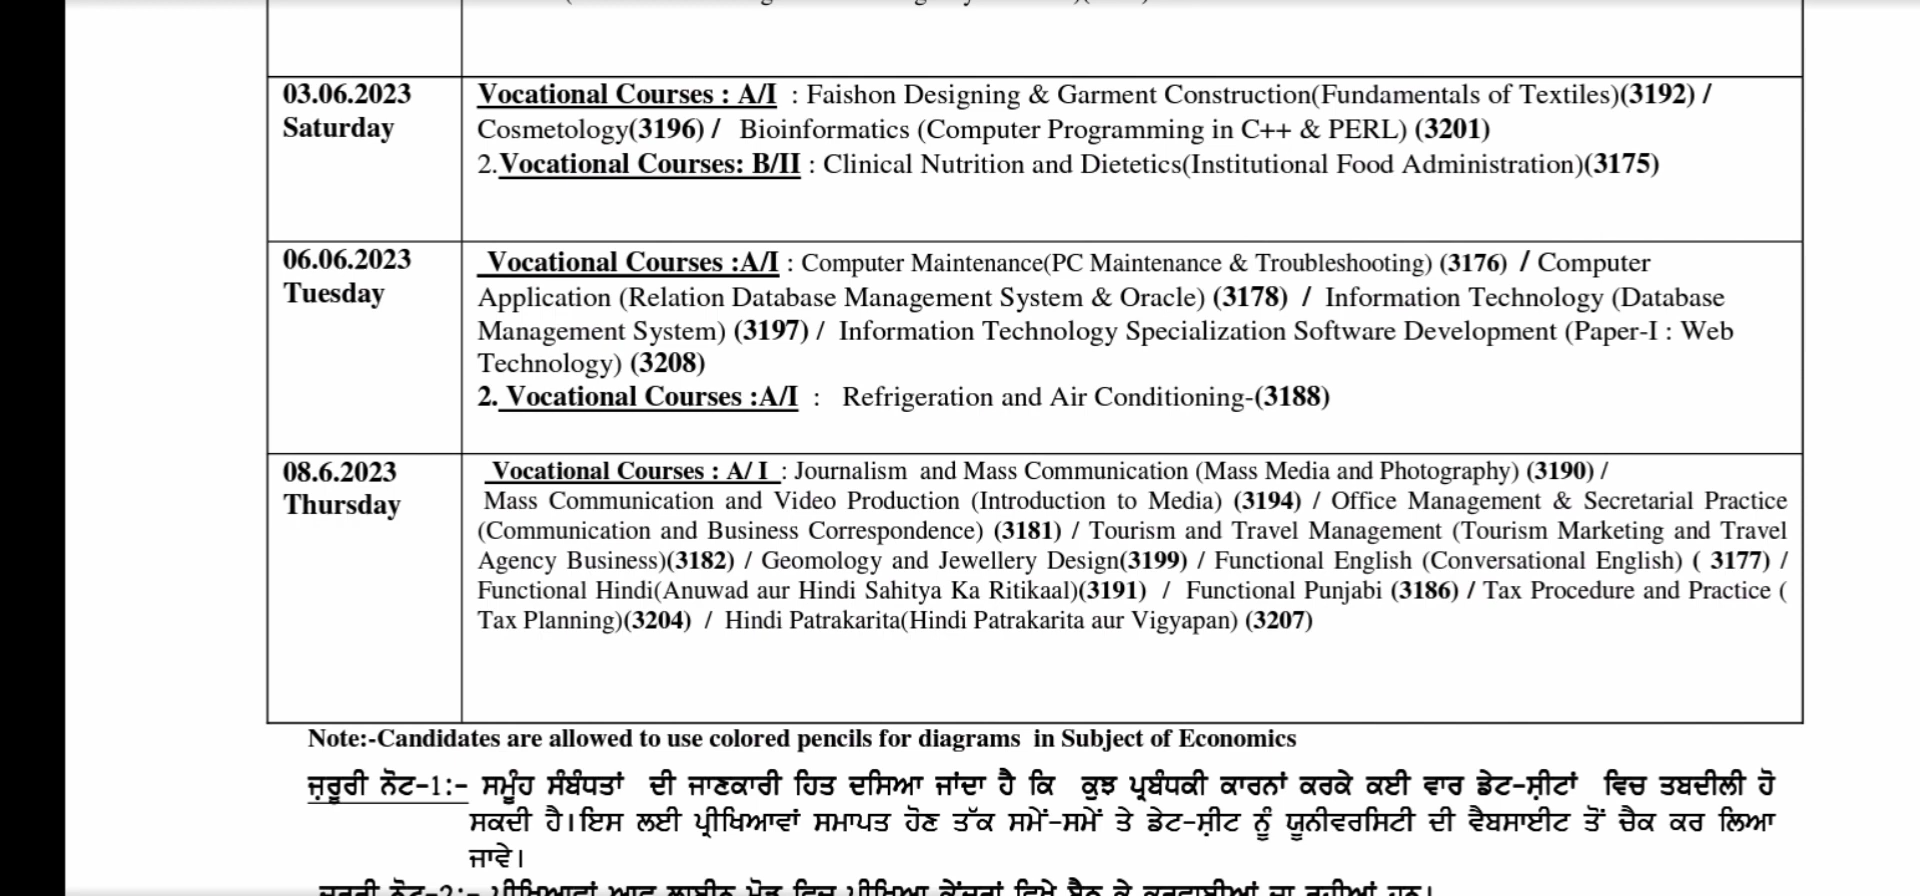 03.06.2023
Saturday
Vocational Courses : A/I : Faishon Designing & Garment Construction(Fundamentals of Textiles)(3192) /
Cosmetology(3196) / Bioinformatics (Computer Programming in C++ & PERL) (3201)
2.Vocational Courses: B/II : Clinical Nutrition and Dietetics(Institutional Food Administration)(3175)
06.06.2023
Tuesday
Vocational Courses :A/I : Computer Maintenance(PC Maintenance & Troubleshooting) (3176) / Computer
Application (Relation Database Management System & Oracle) (3178) / Information Technology (Database
Management System) (3197) / Information Technology Specialization Software Development (Paper-I : Web
Technology) (3208)
2. Vocational Courses :A/I : Refrigeration and Air Conditioning-(3188)
08.6.2023
Thursday
Vocational Courses : A/ I : Journalism and Mass Communication (Mass Media and Photography) (3190) /
Mass Communication and Video Production (Introduction to Media) (3194) / Office Management & Secretarial Practice
(Communication and Business Correspondence) (3181) / Tourism and Travel Management (Tourism Marketing and Travel
Agency Business)(3182) / Geomology and Jewellery Design(3199) / Functional English (Conversational English) ( 3177) /
Functional Hindi(Anuwad aur Hindi Sahitya Ka Ritikaal)(3191) / Functional Punjabi (3186) / Tax Procedure and Practice (
Tax Planning)(3204) / Hindi Patrakarita(Hindi Patrakarita aur Vigyapan) (3207)
Note:-Candidates are allowed to use colored pencils for diagrams in Subject of Economics
ਜ਼ਰੂਰੀ ਨੋਟ-1:- ਸਮੂੰਹ ਸੰਬੰਧਤਾਂ ਦੀ ਜਾਣਕਾਰੀ ਹਿਤ ਦਸਿਆ ਜਾਂਦਾ ਹੈ ਕਿ ਕੁਝ ਪ੍ਰਬੰਧਕੀ ਕਾਰਨਾਂ ਕਰਕੇ ਕਈ ਵਾਰ ਡੇਟ-ਸ਼ੀਟਾਂ ਵਿਚ ਤਬਦੀਲੀ ਹੋ
ਸਕਦੀ ਹੈ।ਇਸ ਲਈ ਪ੍ਰੀਖਿਆਵਾਂ ਸਮਾਪਤ ਹੋਣ ਤੱਕ ਸਮੇਂ-ਸਮੇਂ ਤੇ ਡੇਟ-ਸ਼ੀਟ ਨੂੰ ਯੂਨੀਵਰਸਿਟੀ ਦੀ ਵੈਬਸਾਈਟ ਤੋਂ ਚੈਕ ਕਰ ਲਿਆ
ਜਾਵੇ।